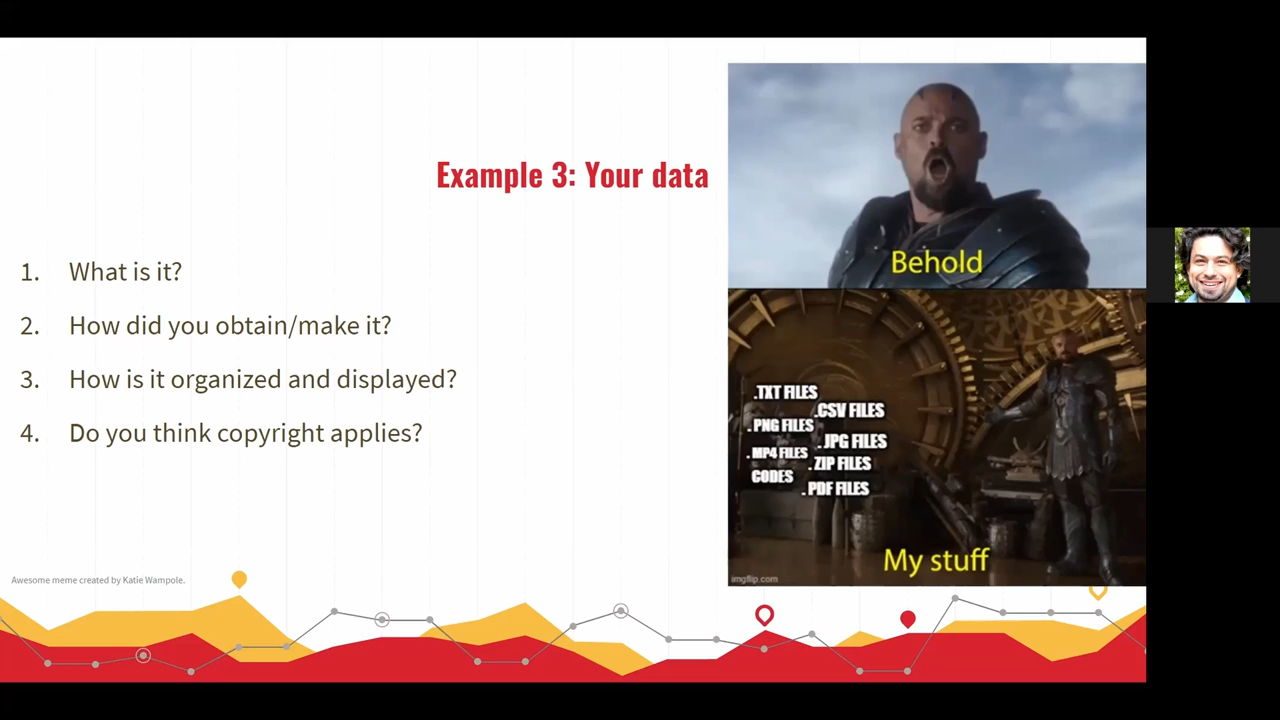 Example 3: Your data
1. What is it?
2. How did you obtain/make it?
3. How is it organized and displayed?
4. Do you think copyright applies?
Awesome meme created by Katie Wampole.
Behold
.TXT FILES
.CSV FILES
.PNG FILES
.JPG FILES
.MP4 FILES
.ZIP FILES
CODES
.PDF FILES
My stuff
imgflip.com